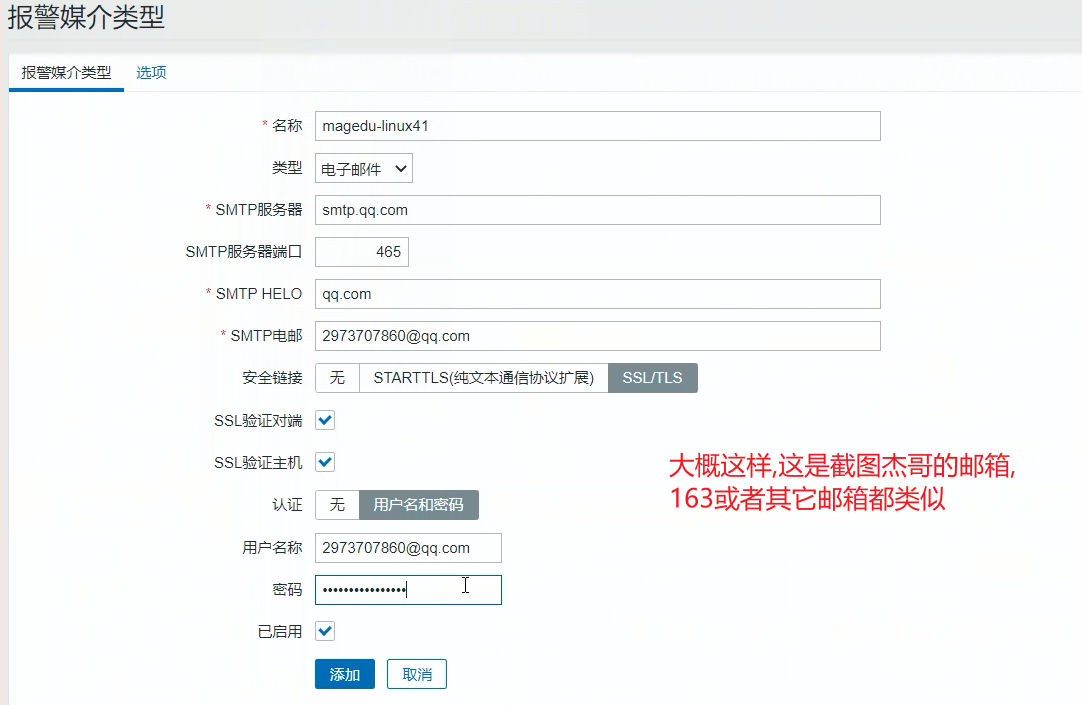 报警媒介类型
报警媒介类型 选项
* 名称 magedu-linux41
类型 电子邮件
* SMTP服务器 smtp.qq.com
SMTP服务器端口 465
* SMTP HELO qq.com
* SMTP电邮 2973707860@qq.com
安全链接 无 STARTTLS(纯文本通信协议扩展) SSL/TLS
SSL验证对端
SSL验证主机
大概这样,这是截图杰哥的邮箱,
163或者其它邮箱都类似
认证 无 用户名和密码
用户名称 2973707860@qq.com
密码 ••••••••••••••••
已启用
添加 取消